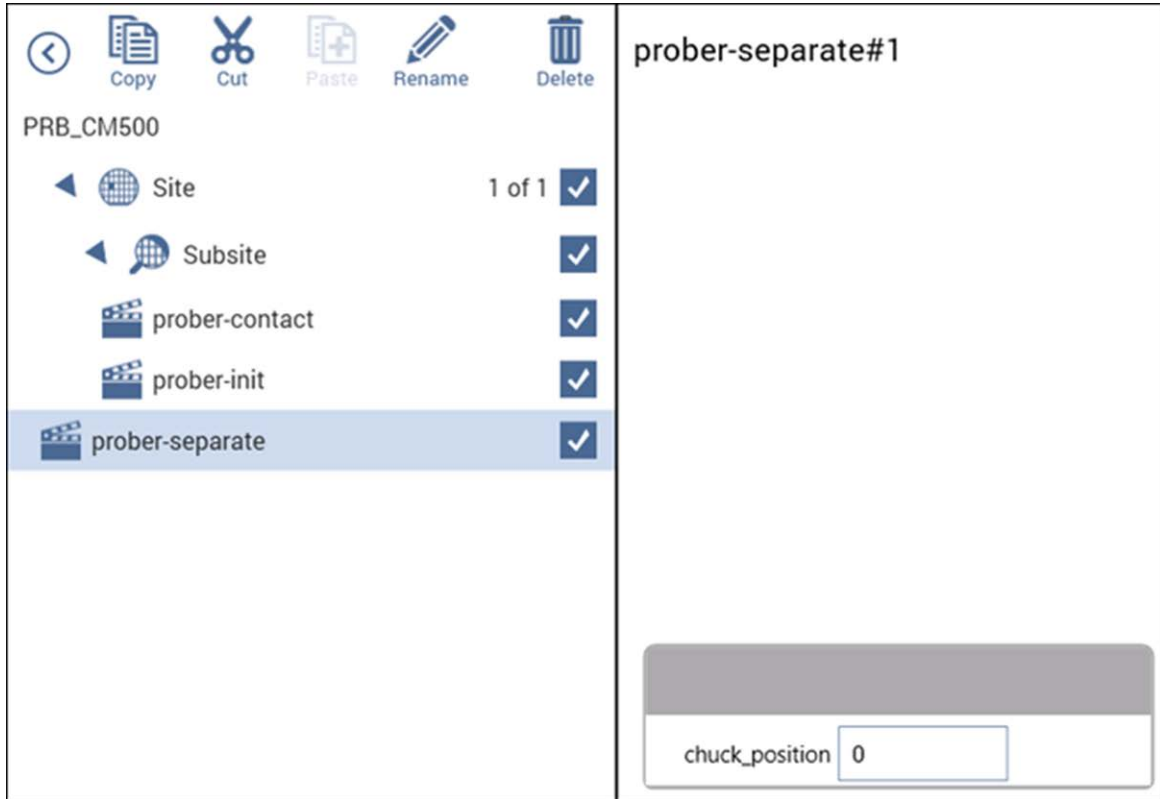 Copy Cut Paste Rename Delete
PRB_CM500
Site 1 of 1
Subsite
prober-contact
prober-init
prober-separate
prober-separate#1
chuck_position 0